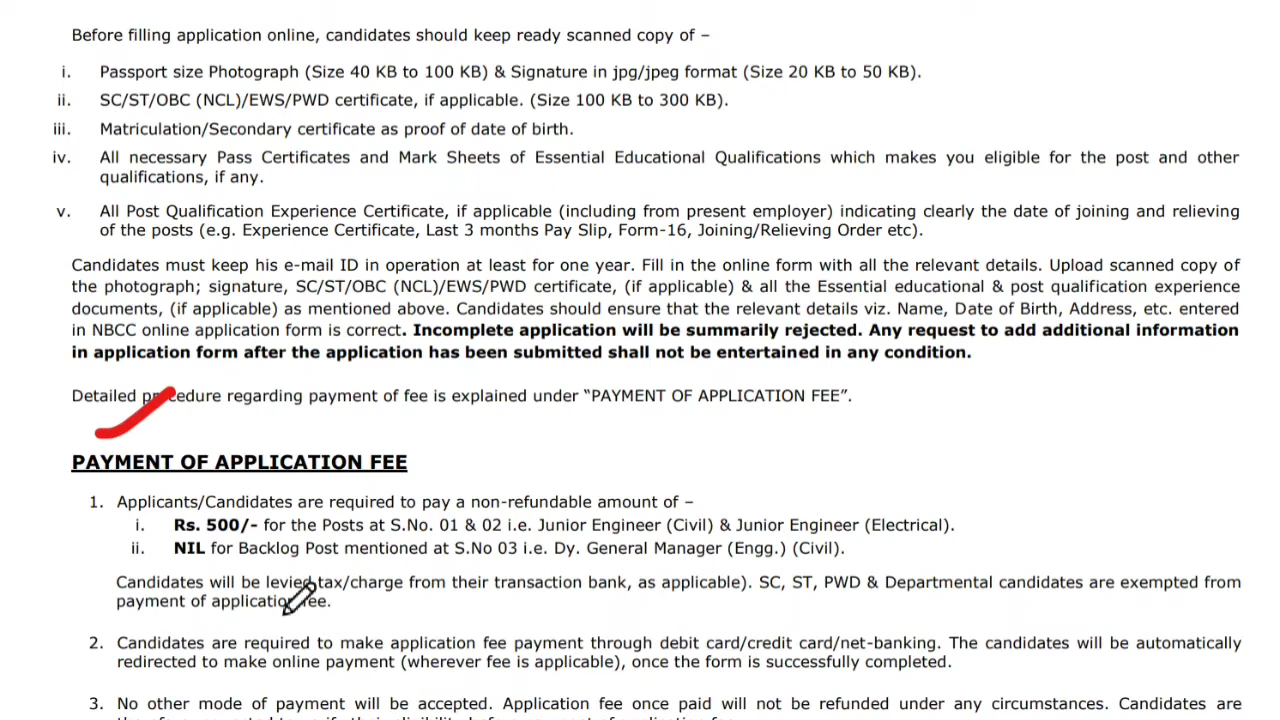 Before filling application online, candidates should keep ready scanned copy of –
i. Passport size Photograph (Size 40 KB to 100 KB) & Signature in jpg/jpeg format (Size 20 KB to 50 KB).
ii. SC/ST/OBC (NCL)/EWS/PWD certificate, if applicable. (Size 100 KB to 300 KB).
iii. Matriculation/Secondary certificate as proof of date of birth.
iv. All necessary Pass Certificates and Mark Sheets of Essential Educational Qualifications which makes you eligible for the post and other
qualifications, if any.
v. All Post Qualification Experience Certificate, if applicable (including from present employer) indicating clearly the date of joining and relieving
of the posts (e.g. Experience Certificate, Last 3 months Pay Slip, Form-16, Joining/Relieving Order etc).
Candidates must keep his e-mail ID in operation at least for one year. Fill in the online form with all the relevant details. Upload scanned copy of
the photograph; signature, SC/ST/OBC (NCL)/EWS/PWD certificate, (if applicable) & all the Essential educational & post qualification experience
documents, (if applicable) as mentioned above. Candidates should ensure that the relevant details viz. Name, Date of Birth, Address, etc. entered
in NBCC online application form is correct. Incomplete application will be summarily rejected. Any request to add additional information
in application form after the application has been submitted shall not be entertained in any condition.
Detailed procedure regarding payment of fee is explained under “PAYMENT OF APPLICATION FEE”.
PAYMENT OF APPLICATION FEE
1. Applicants/Candidates are required to pay a non-refundable amount of –
i. Rs. 500/- for the Posts at S.No. 01 & 02 i.e. Junior Engineer (Civil) & Junior Engineer (Electrical).
ii. NIL for Backlog Post mentioned at S.No 03 i.e. Dy. General Manager (Engg.) (Civil).
Candidates will be levied tax/charge from their transaction bank, as applicable). SC, ST, PWD & Departmental candidates are exempted from
payment of application fee.
2. Candidates are required to make application fee payment through debit card/credit card/net-banking. The candidates will be automatically
redirected to make online payment (wherever fee is applicable), once the form is successfully completed.
3. No other mode of payment will be accepted. Application fee once paid will not be refunded under any circumstances. Candidates are